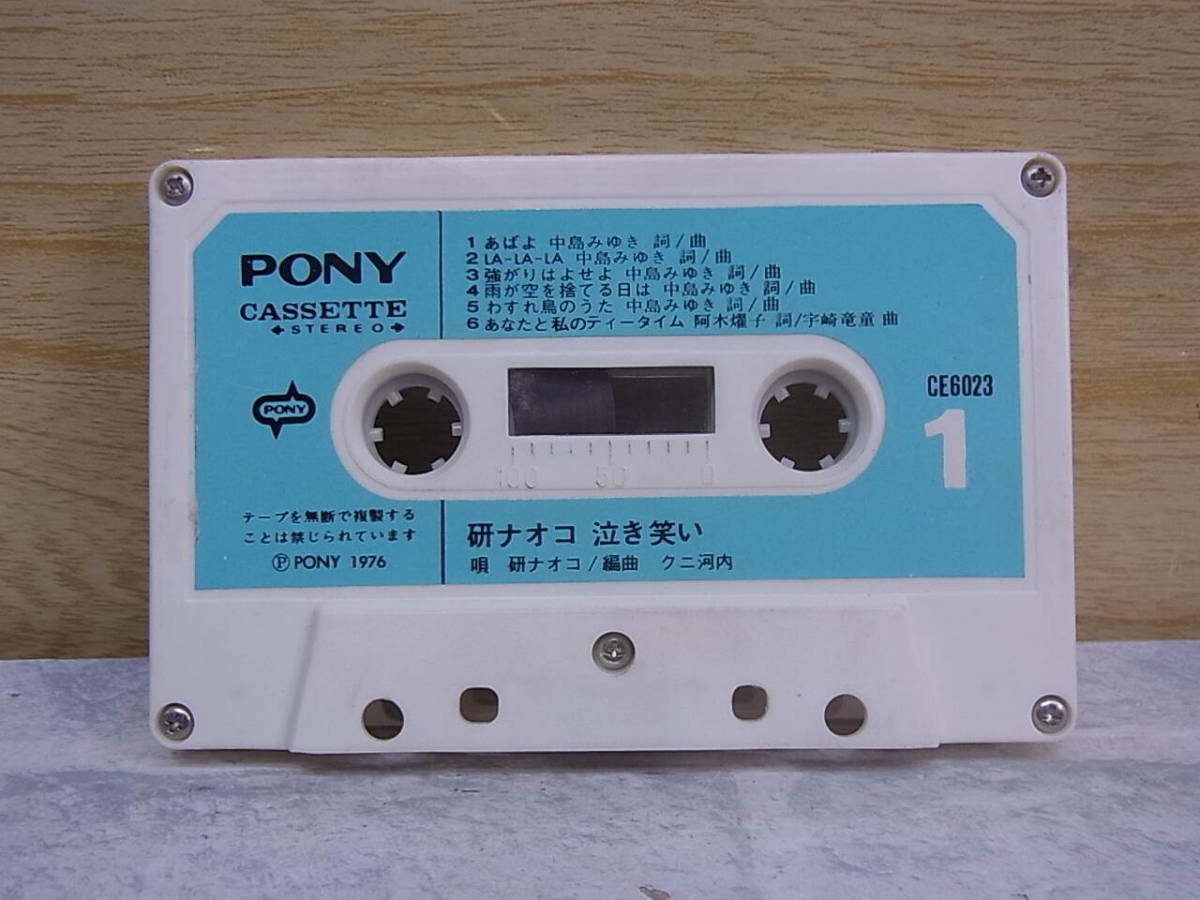 PONY
CASSETTE
STEREO
PONY
テープを無断で複製する
ことは禁じられています
Ⓟ PONY 1976
1 あばよ 中島みゆき 詞/曲
2 LA-LA-LA 中島みゆき 詞/曲
3 強がりはよせよ 中島みゆき 詞/曲
4 雨が空を捨てる日は 中島みゆき 詞/曲
5 わすれ鳥のうた 中島みゆき 詞/曲
6 あなたと私のティータイム 阿木燿子 詞/宇崎竜童 曲
CE6023
1
100 50 0
研ナオコ 泣き笑い
唄 研ナオコ/編曲 クニ河内